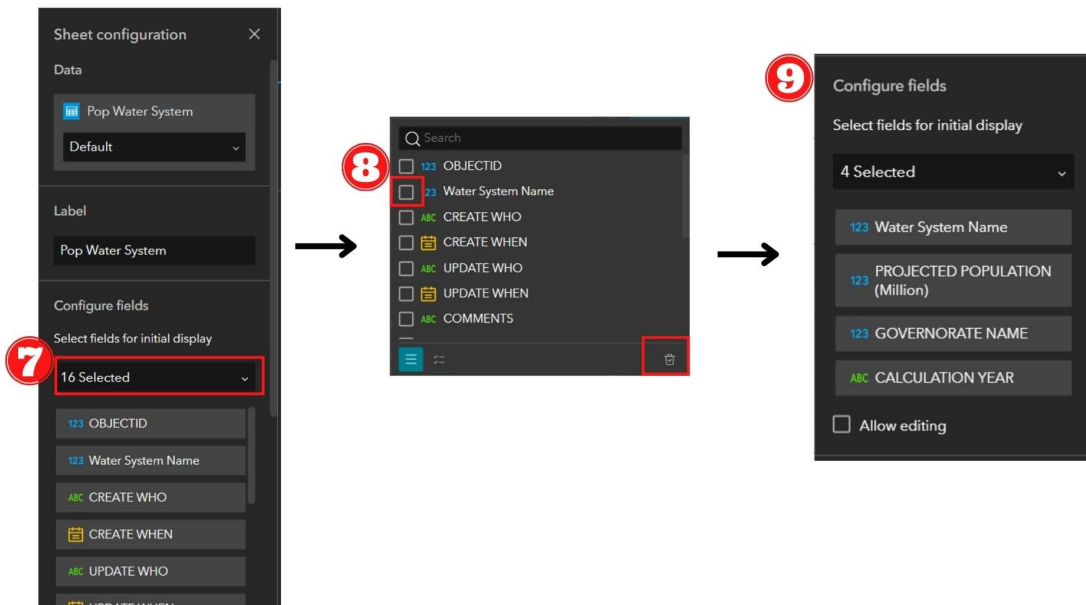 Sheet configuration
Data
Pop Water System
Default
Label
Pop Water System
Configure fields
Select fields for initial display
7
16 Selected
123 OBJECTID
123 Water System Name
ABC CREATE WHO
CREATE WHEN
ABC UPDATE WHO
UPDATE WHEN
8
Search
123 OBJECTID
23 Water System Name
ABC CREATE WHO
CREATE WHEN
ABC UPDATE WHO
UPDATE WHEN
ABC COMMENTS
9
Configure fields
Select fields for initial display
4 Selected
123 Water System Name
123 PROJECTED POPULATION
(Million)
123 GOVERNORATE NAME
ABC CALCULATION YEAR
Allow editing